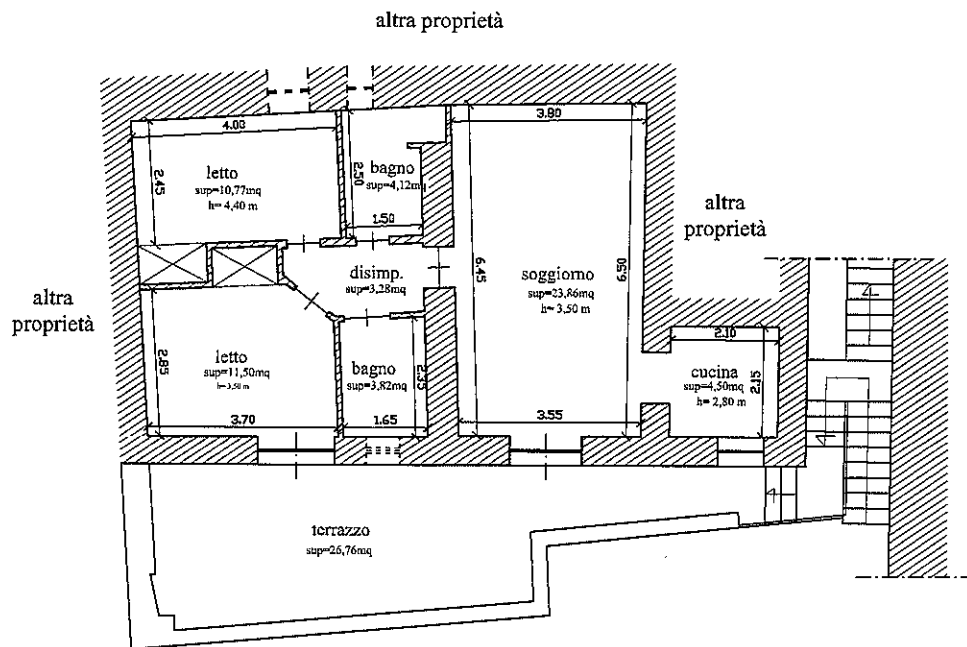 altra proprietà
4.00
3.80
letto
sup=10,77mq
h= 4,40 m
2.45
bagno
sup=4,12mq
2.50
1.50
altra
proprietà
disimp.
sup=3,28mq
6.45
soggiorno
sup=23,86mq
h= 3,50 m
6.50
altra
proprietà
letto
sup=11,50mq
h= 3,50 m
2.85
3.70
bagno
sup=3,82mq
2.35
1.65
3.55
2.10
cucina
sup=4,50mq
h= 2,80 m
2.15
terrazzo
sup=26,76mq